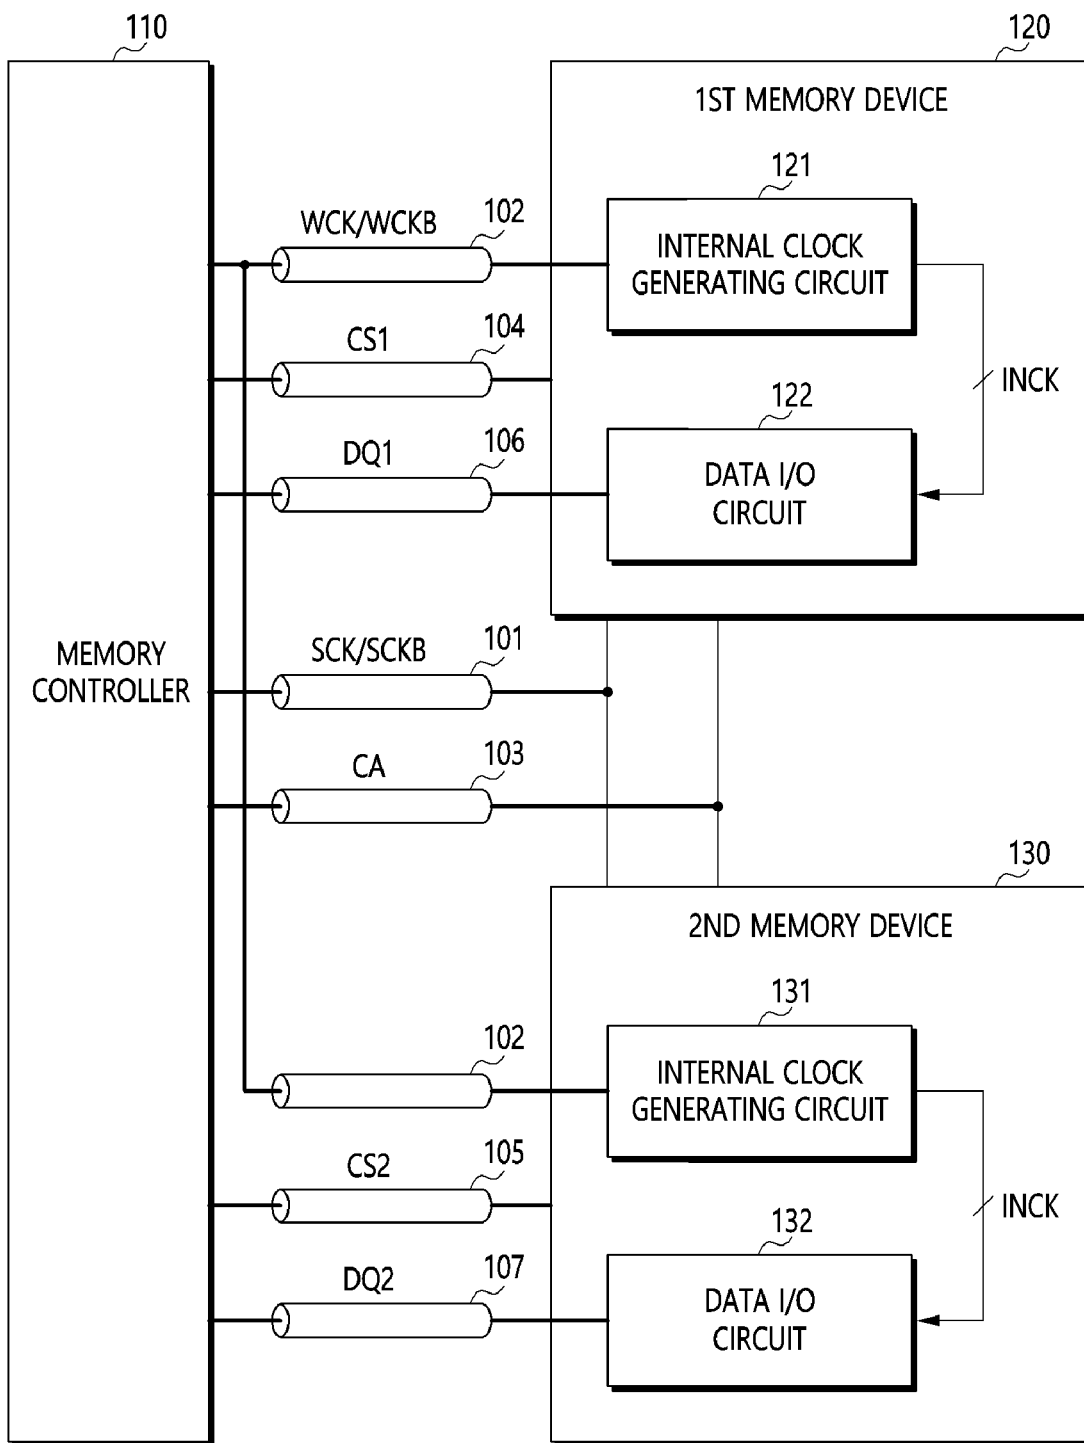 110
120
1ST MEMORY DEVICE
121
WCK/WCKB
102
INTERNAL CLOCK
GENERATING CIRCUIT
CS1
104
INCK
122
DQ1
106
DATA I/O
CIRCUIT
MEMORY
CONTROLLER
SCK/SCKB
101
CA
103
130
2ND MEMORY DEVICE
131
102
INTERNAL CLOCK
GENERATING CIRCUIT
CS2
105
INCK
132
DQ2
107
DATA I/O
CIRCUIT